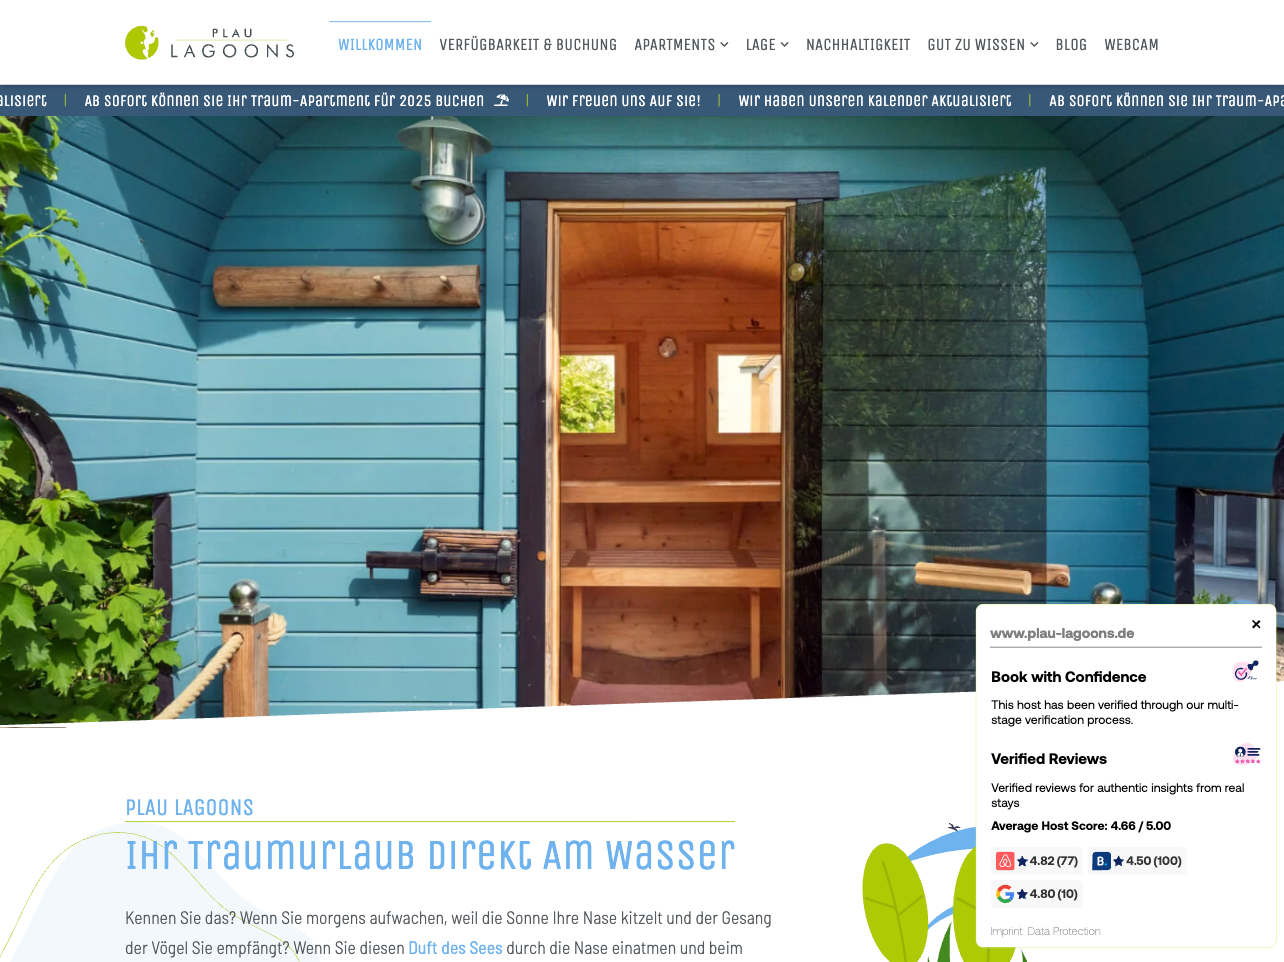 PLAU
LAGOONS
WILLKOMMEN
VERFÜGBARKEIT & BUCHUNG
APARTMENTS
LAGE
NACHHALTIGKEIT
GUT ZU WISSEN
BLOG
WEBCAM
alisiert | Ab sofort können Sie Ihr Traum-Apartment für 2025 buchen ⛱ | Wir freuen uns auf Sie! | Wir haben unseren Kalender aktualisiert | Ab sofort können Sie Ihr Traum-Apa
www.plau-lagoons.de
Book with Confidence
This host has been verified through our multi-
stage verification process.
Verified Reviews
Verified reviews for authentic insights from real
stays
Average Host Score: 4.66 / 5.00
4.82 (77)
B. 4.50 (100)
4.80 (10)
Imprint Data Protection
PLAU LAGOONS
Ihr Traumurlaub direkt am Wasser
Kennen Sie das? Wenn Sie morgens aufwachen, weil die Sonne Ihre Nase kitzelt und der Gesang
der Vögel Sie empfängt? Wenn Sie diesen Duft des Sees durch die Nase einatmen und beim